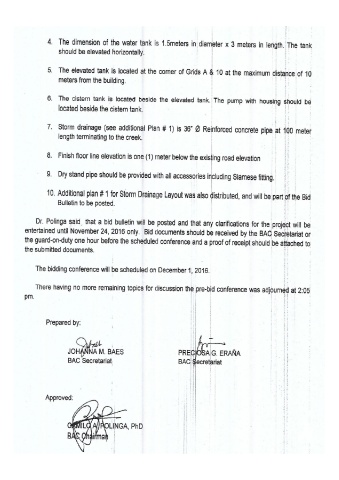 4. The dimension of the water tank is 1.5meters in diameter x 3 meters in length. The tank
should be elevated horizontally.
5. The elevated tank is located at the corner of Grids A & 10 at the maximum distance of 10
meters from the building.
6. The cistern tank is located beside the elevated tank. The pump with housing should be
located beside the cistern tank.
7. Storm drainage (see additional Plan # 1) is 36" Ø Reinforced concrete pipe at 100 meter
length terminating to the creek.
8. Finish floor line elevation is one (1) meter below the existing road elevation
9. Dry stand pipe should be provided with all accessories including Siamese fitting.
10. Additional plan # 1 for Storm Drainage Layout was also distributed, and will be part of the Bid
Bulletin to be posted.
Dr. Polinga said that a bid bulletin will be posted and that any clarifications for the project will be
entertained until November 24, 2016 only. Bid documents should be received by the BAC Secretariat or
the guard-on-duty one hour before the scheduled conference and a proof of receipt should be attached to
the submitted documents.
The bidding conference will be scheduled on December 1, 2016.
There having no more remaining topics for discussion the pre-bid conference was adjourned at 2:05
pm.
Prepared by:
JOHANNA M. BAES
PRECIOSA G. ERAÑA
BAC Secretariat
BAC Secretariat
Approved:
CAMILO A. POLINGA, PhD
BAC Chairman